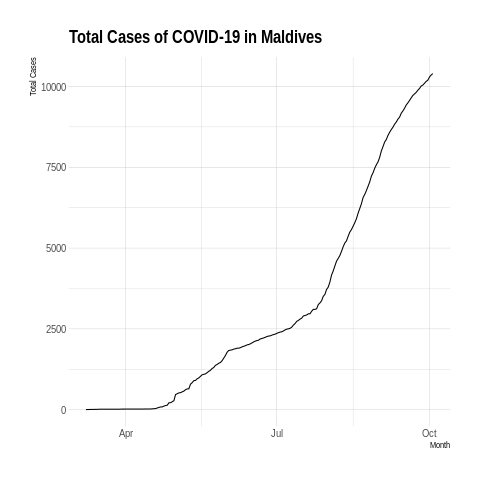 Total Cases of COVID-19 in Maldives
Total Cases
10000
7500
5000
2500
0
Apr
Jul
Oct
Month